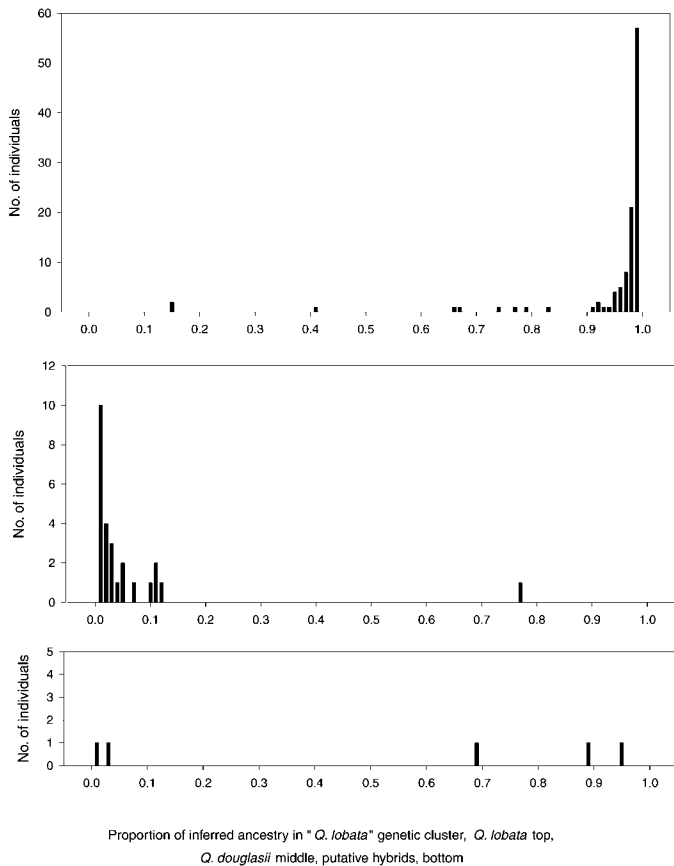 60
50
No. of individuals
40
30
20
10
0
0.0 0.1 0.2 0.3 0.4 0.5 0.6 0.7 0.8 0.9 1.0
12
10
No. of individuals
8
6
4
2
0
0.0 0.1 0.2 0.3 0.4 0.5 0.6 0.7 0.8 0.9 1.0
No. of individuals
5
4
3
2
1
0
0.0 0.1 0.2 0.3 0.4 0.5 0.6 0.7 0.8 0.9 1.0
Proportion of inferred ancestry in " Q. lobata" genetic cluster, Q. lobata top,
Q. douglasii middle, putative hybrids, bottom